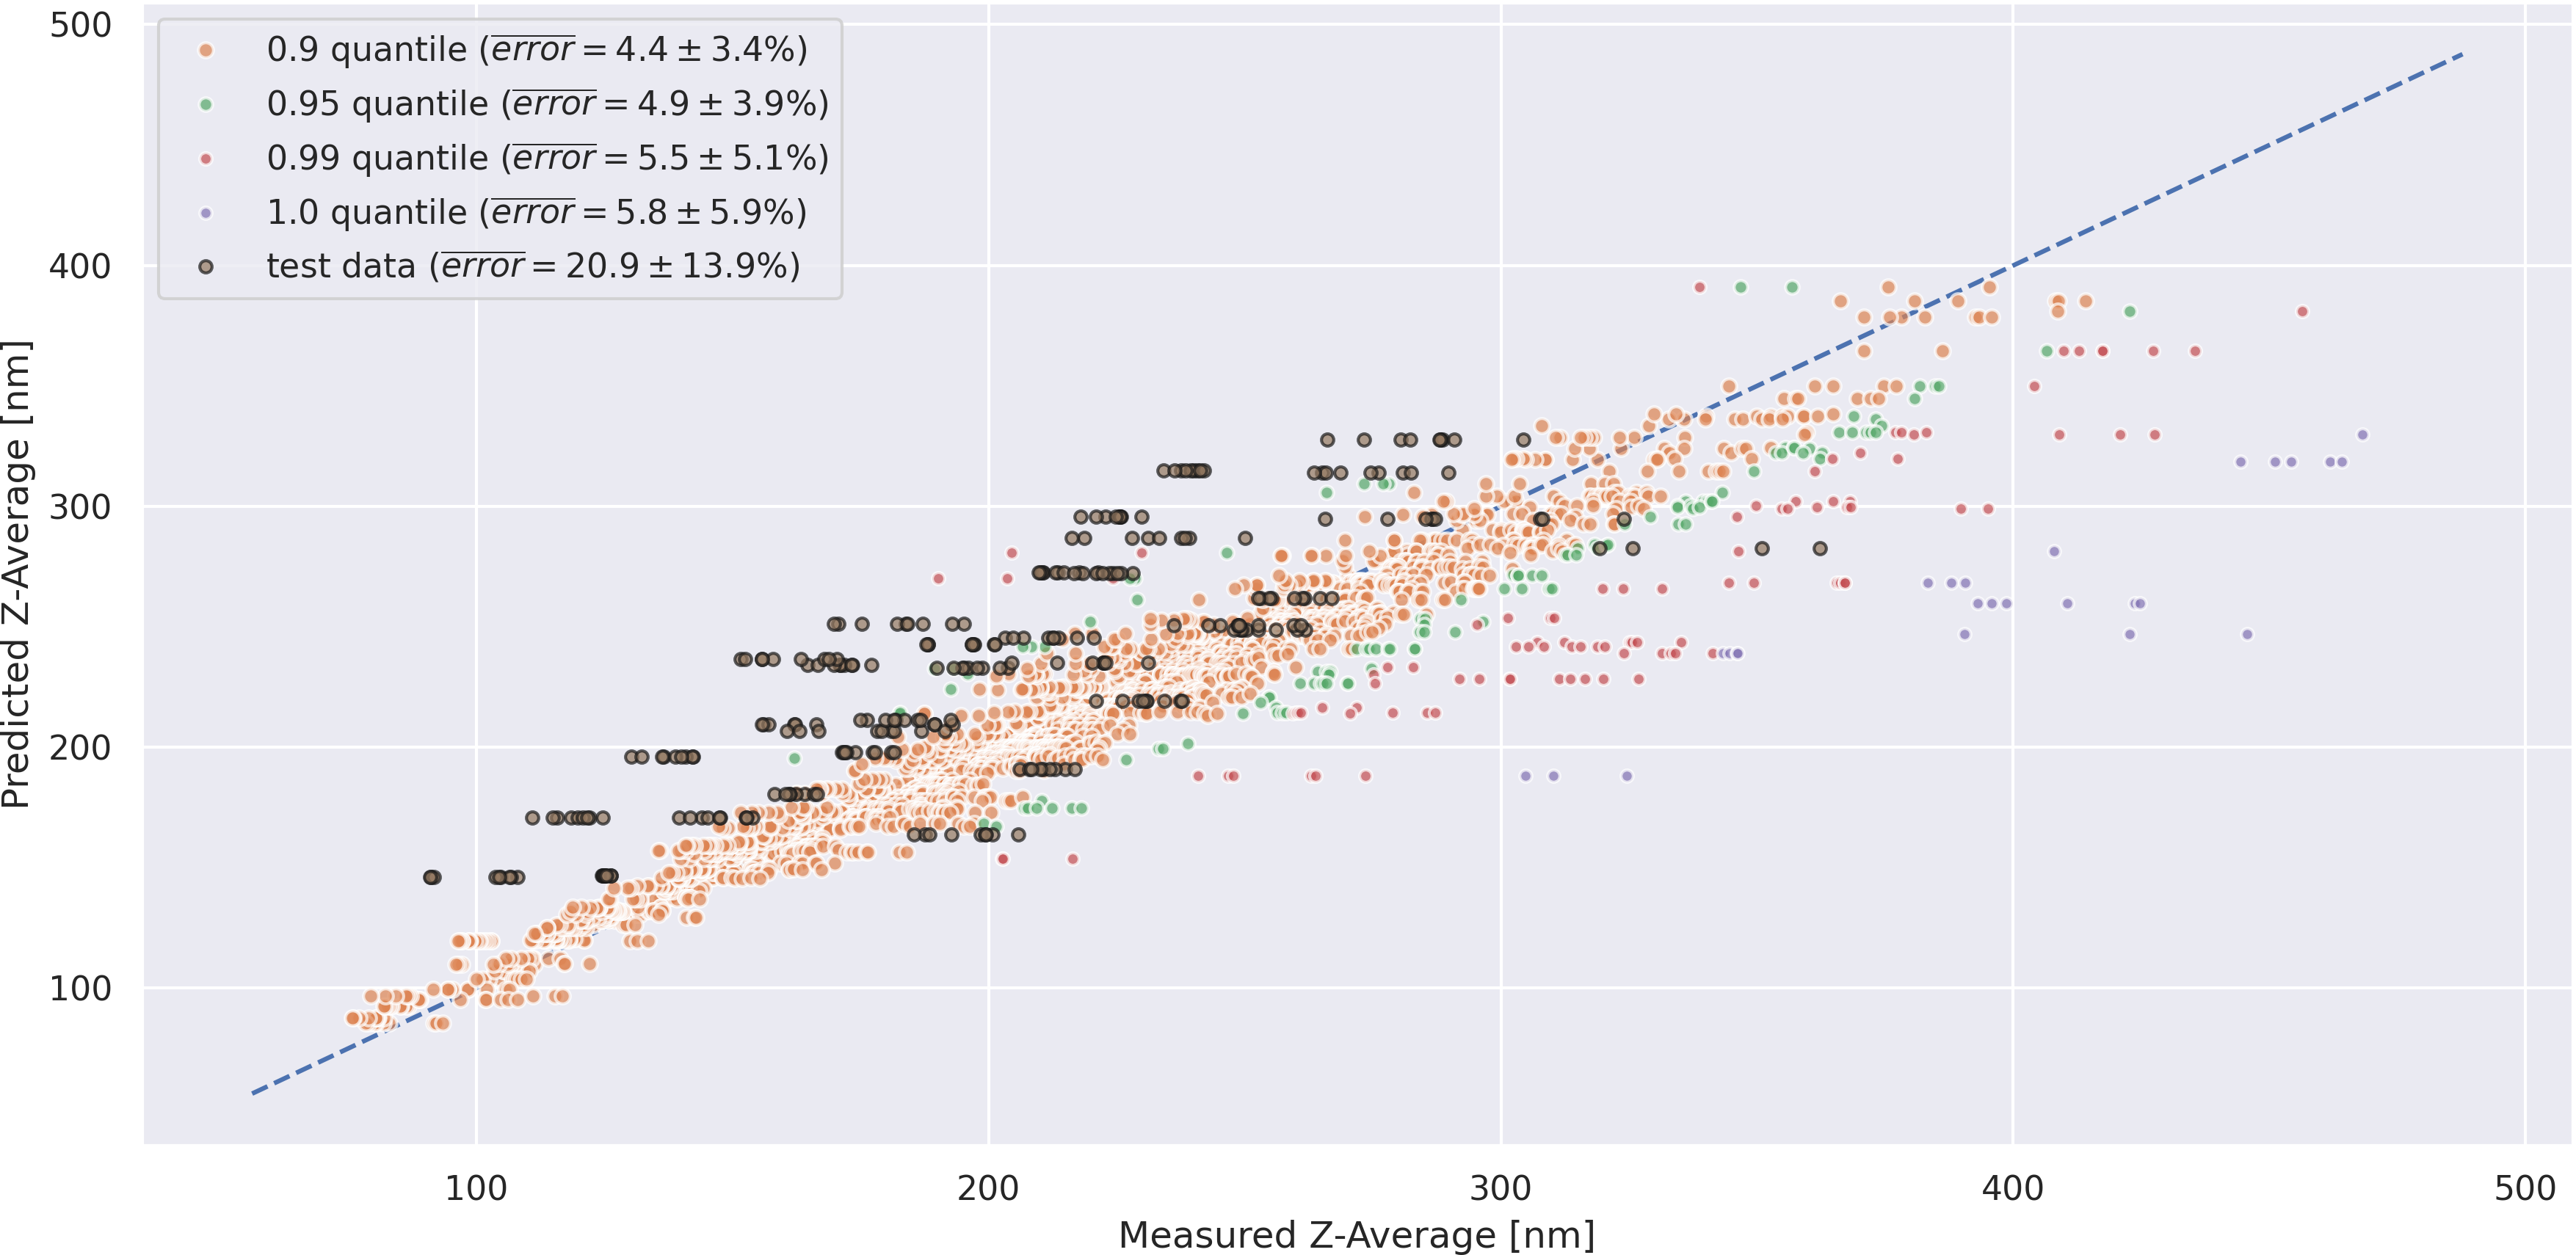 500
400
300
200
100
Predicted Z-Average [nm]
0.9 quantile (error = 4.4 ± 3.4%)
0.95 quantile (error = 4.9 ± 3.9%)
0.99 quantile (error = 5.5 ± 5.1%)
1.0 quantile (error = 5.8 ± 5.9%)
test data (error = 20.9 ± 13.9%)
100 200 300 400 500
Measured Z-Average [nm]